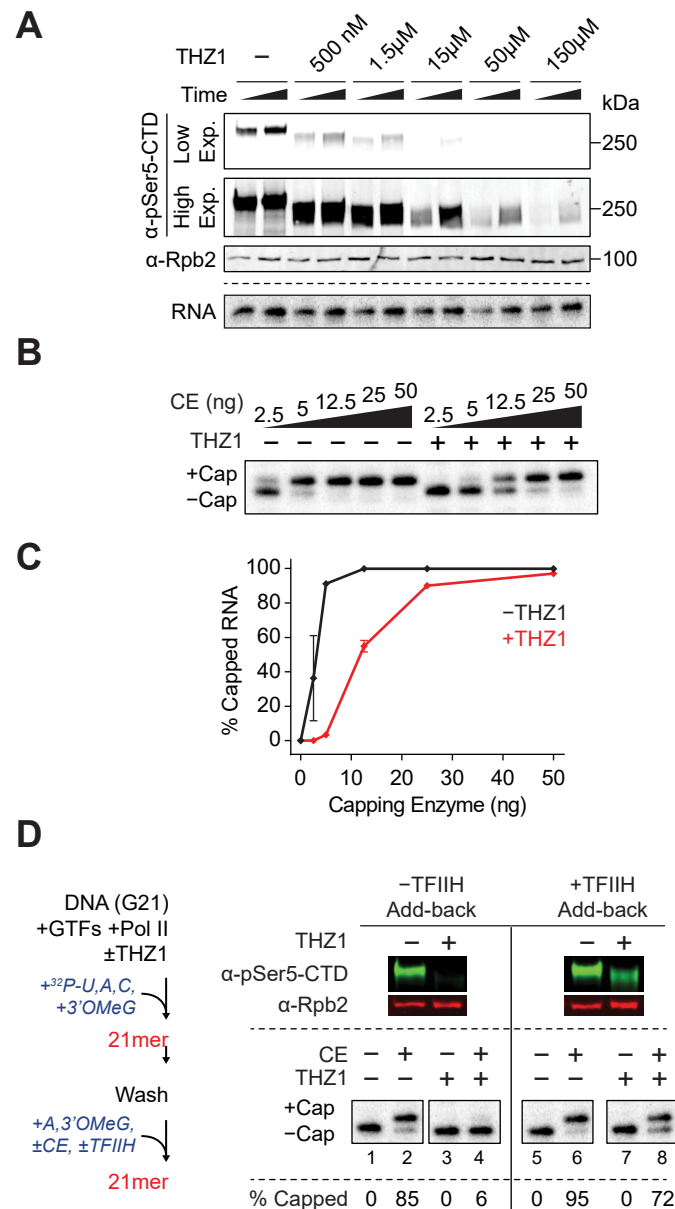 A
THZ1 – 500 nM 1.5µM 15µM 50µM 150µM
Time
kDa
α-pSer5-CTD
Low Exp.
250
High Exp.
250
α-Rpb2
100
RNA
B
CE (ng) 2.5 5 12.5 25 50 2.5 5 12.5 25 50
THZ1 – – – – – + + + + +
+Cap
–Cap
C
% Capped RNA
100
80
60
40
20
0
–THZ1
+THZ1
0 10 20 30 40 50
Capping Enzyme (ng)
D
DNA (G21)
+GTFs +Pol II
±THZ1
+32P-U,A,C,
+3'OMeG
21mer
Wash
+A,3'OMeG,
±CE, ±TFIIH
21mer
–TFIIH
Add-back
+TFIIH
Add-back
THZ1 – + – +
α-pSer5-CTD
α-Rpb2
CE – + – + – + – +
THZ1 – – + + – – + +
+Cap
–Cap
1 2 3 4 5 6 7 8
% Capped 0 85 0 6 0 95 0 72